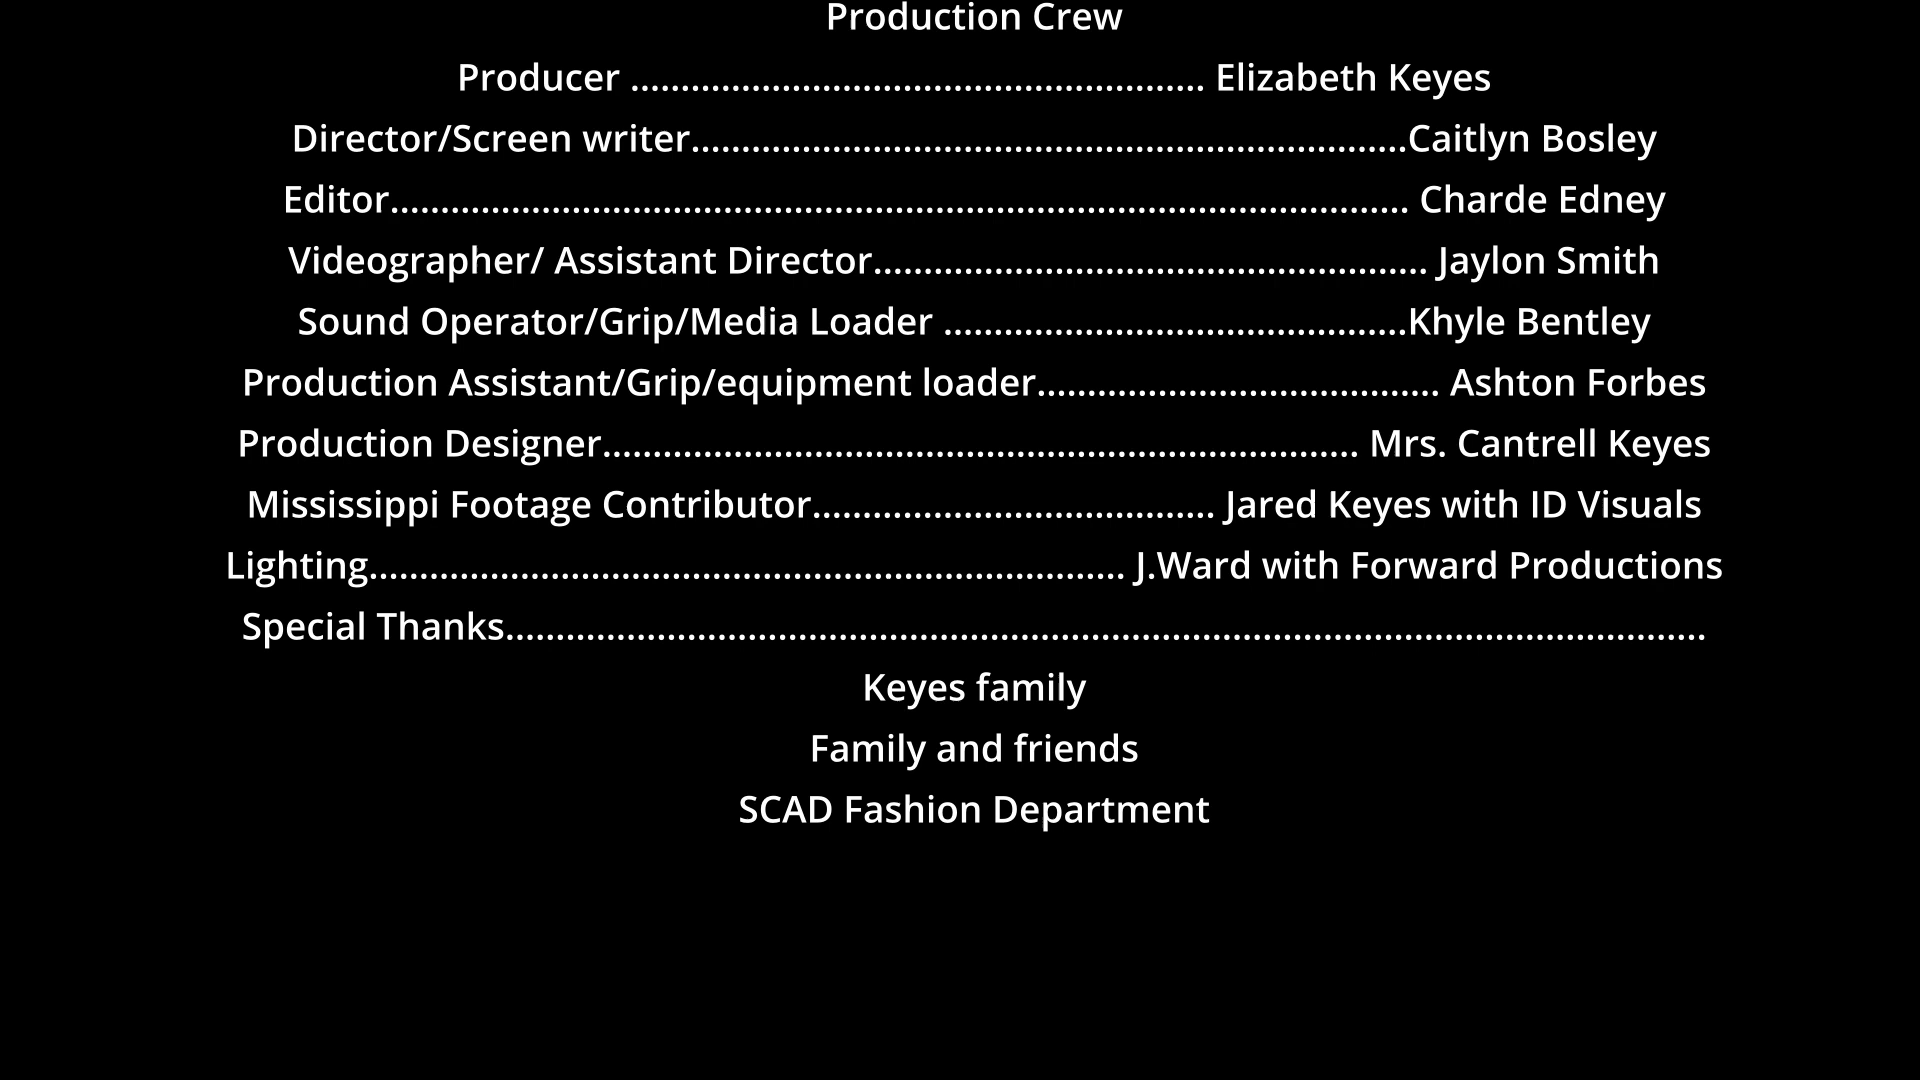 Production Crew
Producer ......................................................... Elizabeth Keyes
Director/Screen writer.......................................................................Caitlyn Bosley
Editor..................................................................................................... Charde Edney
Videographer/ Assistant Director....................................................... Jaylon Smith
Sound Operator/Grip/Media Loader ..............................................Khyle Bentley
Production Assistant/Grip/equipment loader........................................ Ashton Forbes
Production Designer........................................................................... Mrs. Cantrell Keyes
Mississippi Footage Contributor........................................ Jared Keyes with ID Visuals
Lighting........................................................................... J.Ward with Forward Productions
Special Thanks.......................................................................................................................
Keyes family
Family and friends
SCAD Fashion Department